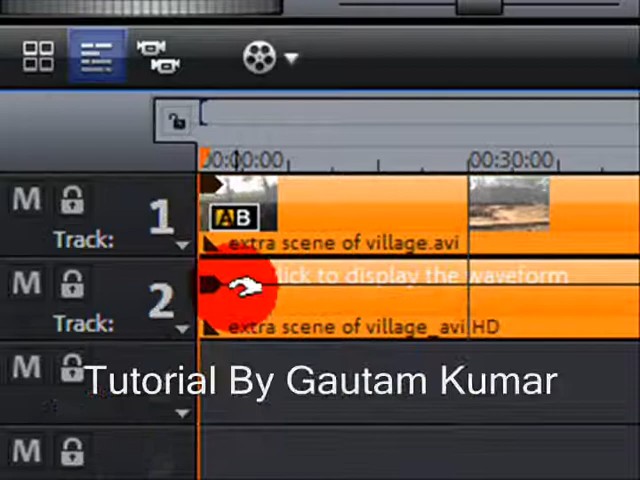 00:00:00 00:30:00
M 1
AB
Track: extra scene of village.avi
M 2
lick to display the waveform
Track: extra scene of village_avi HD
M
Tutorial By Gautam Kumar
M